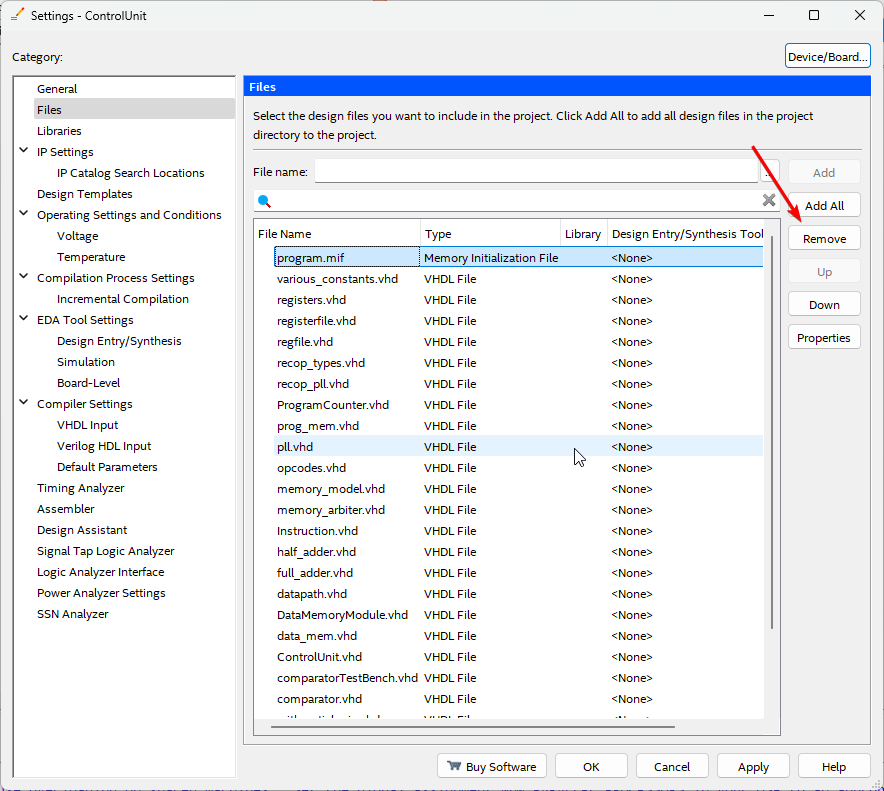 Settings - ControlUnit
Category:
Device/Board...
General
Files
Libraries
IP Settings
IP Catalog Search Locations
Design Templates
Operating Settings and Conditions
Voltage
Temperature
Compilation Process Settings
Incremental Compilation
EDA Tool Settings
Design Entry/Synthesis
Simulation
Board-Level
Compiler Settings
VHDL Input
Verilog HDL Input
Default Parameters
Timing Analyzer
Assembler
Design Assistant
Signal Tap Logic Analyzer
Logic Analyzer Interface
Power Analyzer Settings
SSN Analyzer
Files
Select the design files you want to include in the project. Click Add All to add all design files in the project
directory to the project.
File name:
Add
Add All
Remove
Up
Down
Properties
File Name Type Library Design Entry/Synthesis Tool
program.mif Memory Initialization File <None>
various_constants.vhd VHDL File <None>
registers.vhd VHDL File <None>
registerfile.vhd VHDL File <None>
regfile.vhd VHDL File <None>
recop_types.vhd VHDL File <None>
recop_pll.vhd VHDL File <None>
ProgramCounter.vhd VHDL File <None>
prog_mem.vhd VHDL File <None>
pll.vhd VHDL File <None>
opcodes.vhd VHDL File <None>
memory_model.vhd VHDL File <None>
memory_arbiter.vhd VHDL File <None>
Instruction.vhd VHDL File <None>
half_adder.vhd VHDL File <None>
full_adder.vhd VHDL File <None>
datapath.vhd VHDL File <None>
DataMemoryModule.vhd VHDL File <None>
data_mem.vhd VHDL File <None>
ControlUnit.vhd VHDL File <None>
comparatorTestBench.vhd VHDL File <None>
comparator.vhd VHDL File <None>
Buy Software
OK
Cancel
Apply
Help